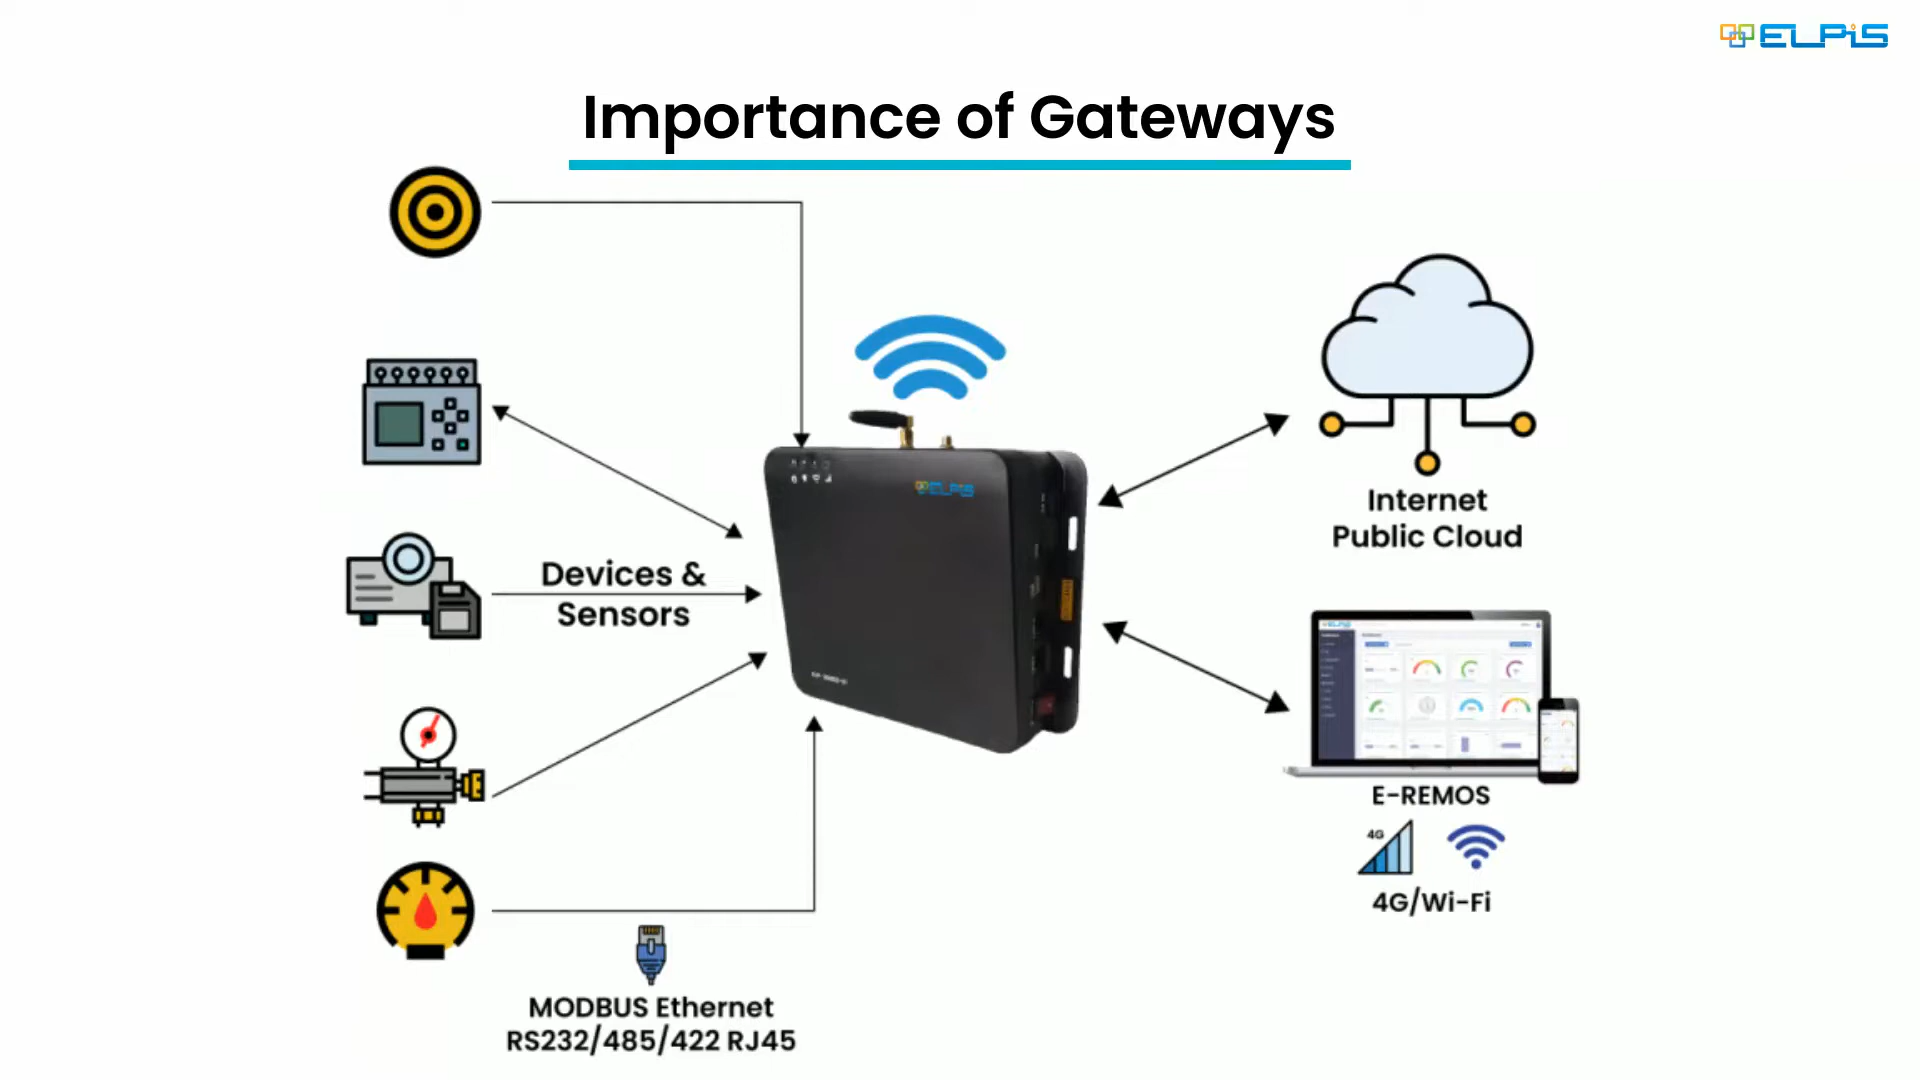 ELPIS
Importance of Gateways
ELPIS
Devices &
Sensors
Internet
Public Cloud
E-REMOS
4G
4G/Wi-Fi
MODBUS Ethernet
RS232/485/422 RJ45